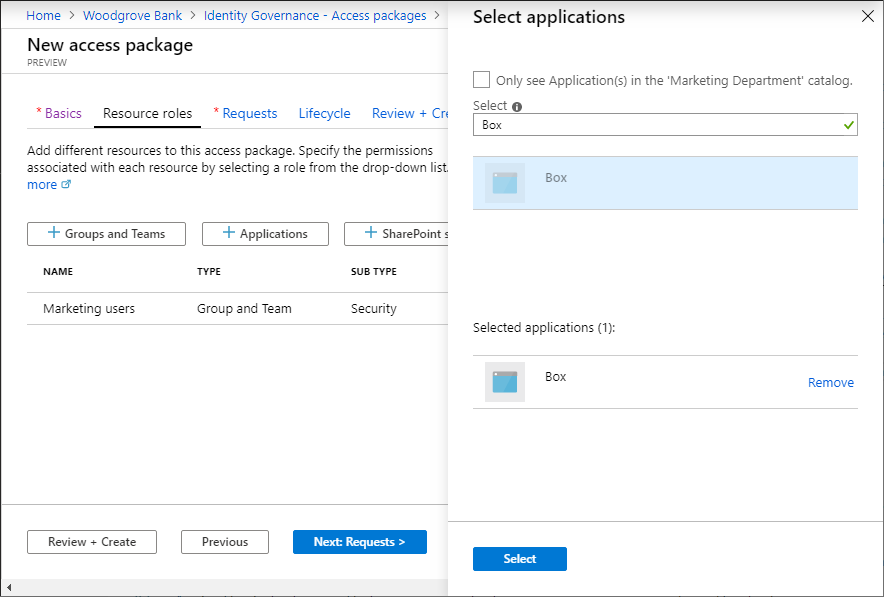 Home > Woodgrove Bank > Identity Governance - Access packages >
New access package
PREVIEW
* Basics Resource roles * Requests Lifecycle Review + Cre
Add different resources to this access package. Specify the permissions
associated with each resource by selecting a role from the drop-down list.
more
+ Groups and Teams + Applications + SharePoint s
NAME TYPE SUB TYPE
Marketing users Group and Team Security
Review + Create Previous Next: Requests >
Select applications
Only see Application(s) in the 'Marketing Department' catalog.
Select
Box
Box
Selected applications (1):
Box Remove
Select